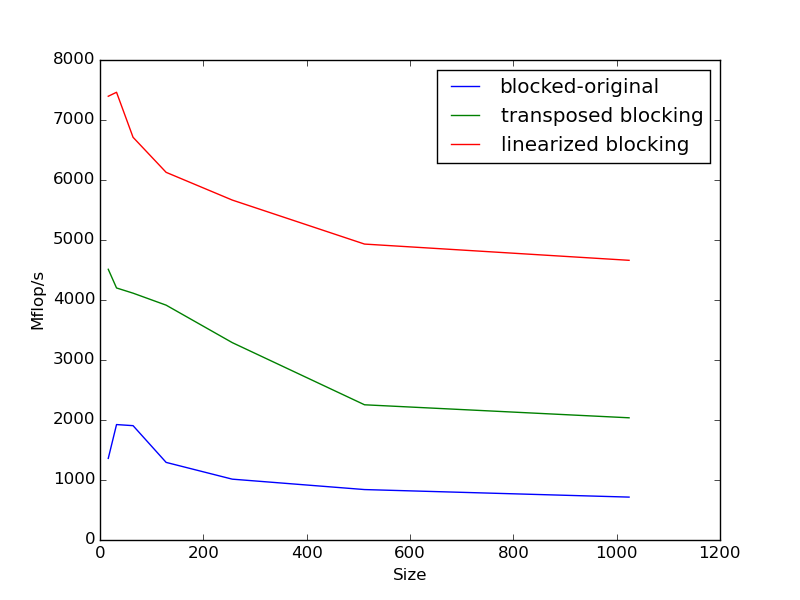 8000
7000
6000
5000
4000
3000
2000
1000
0
Mflop/s
blocked-original
transposed blocking
linearized blocking
0 200 400 600 800 1000 1200
Size